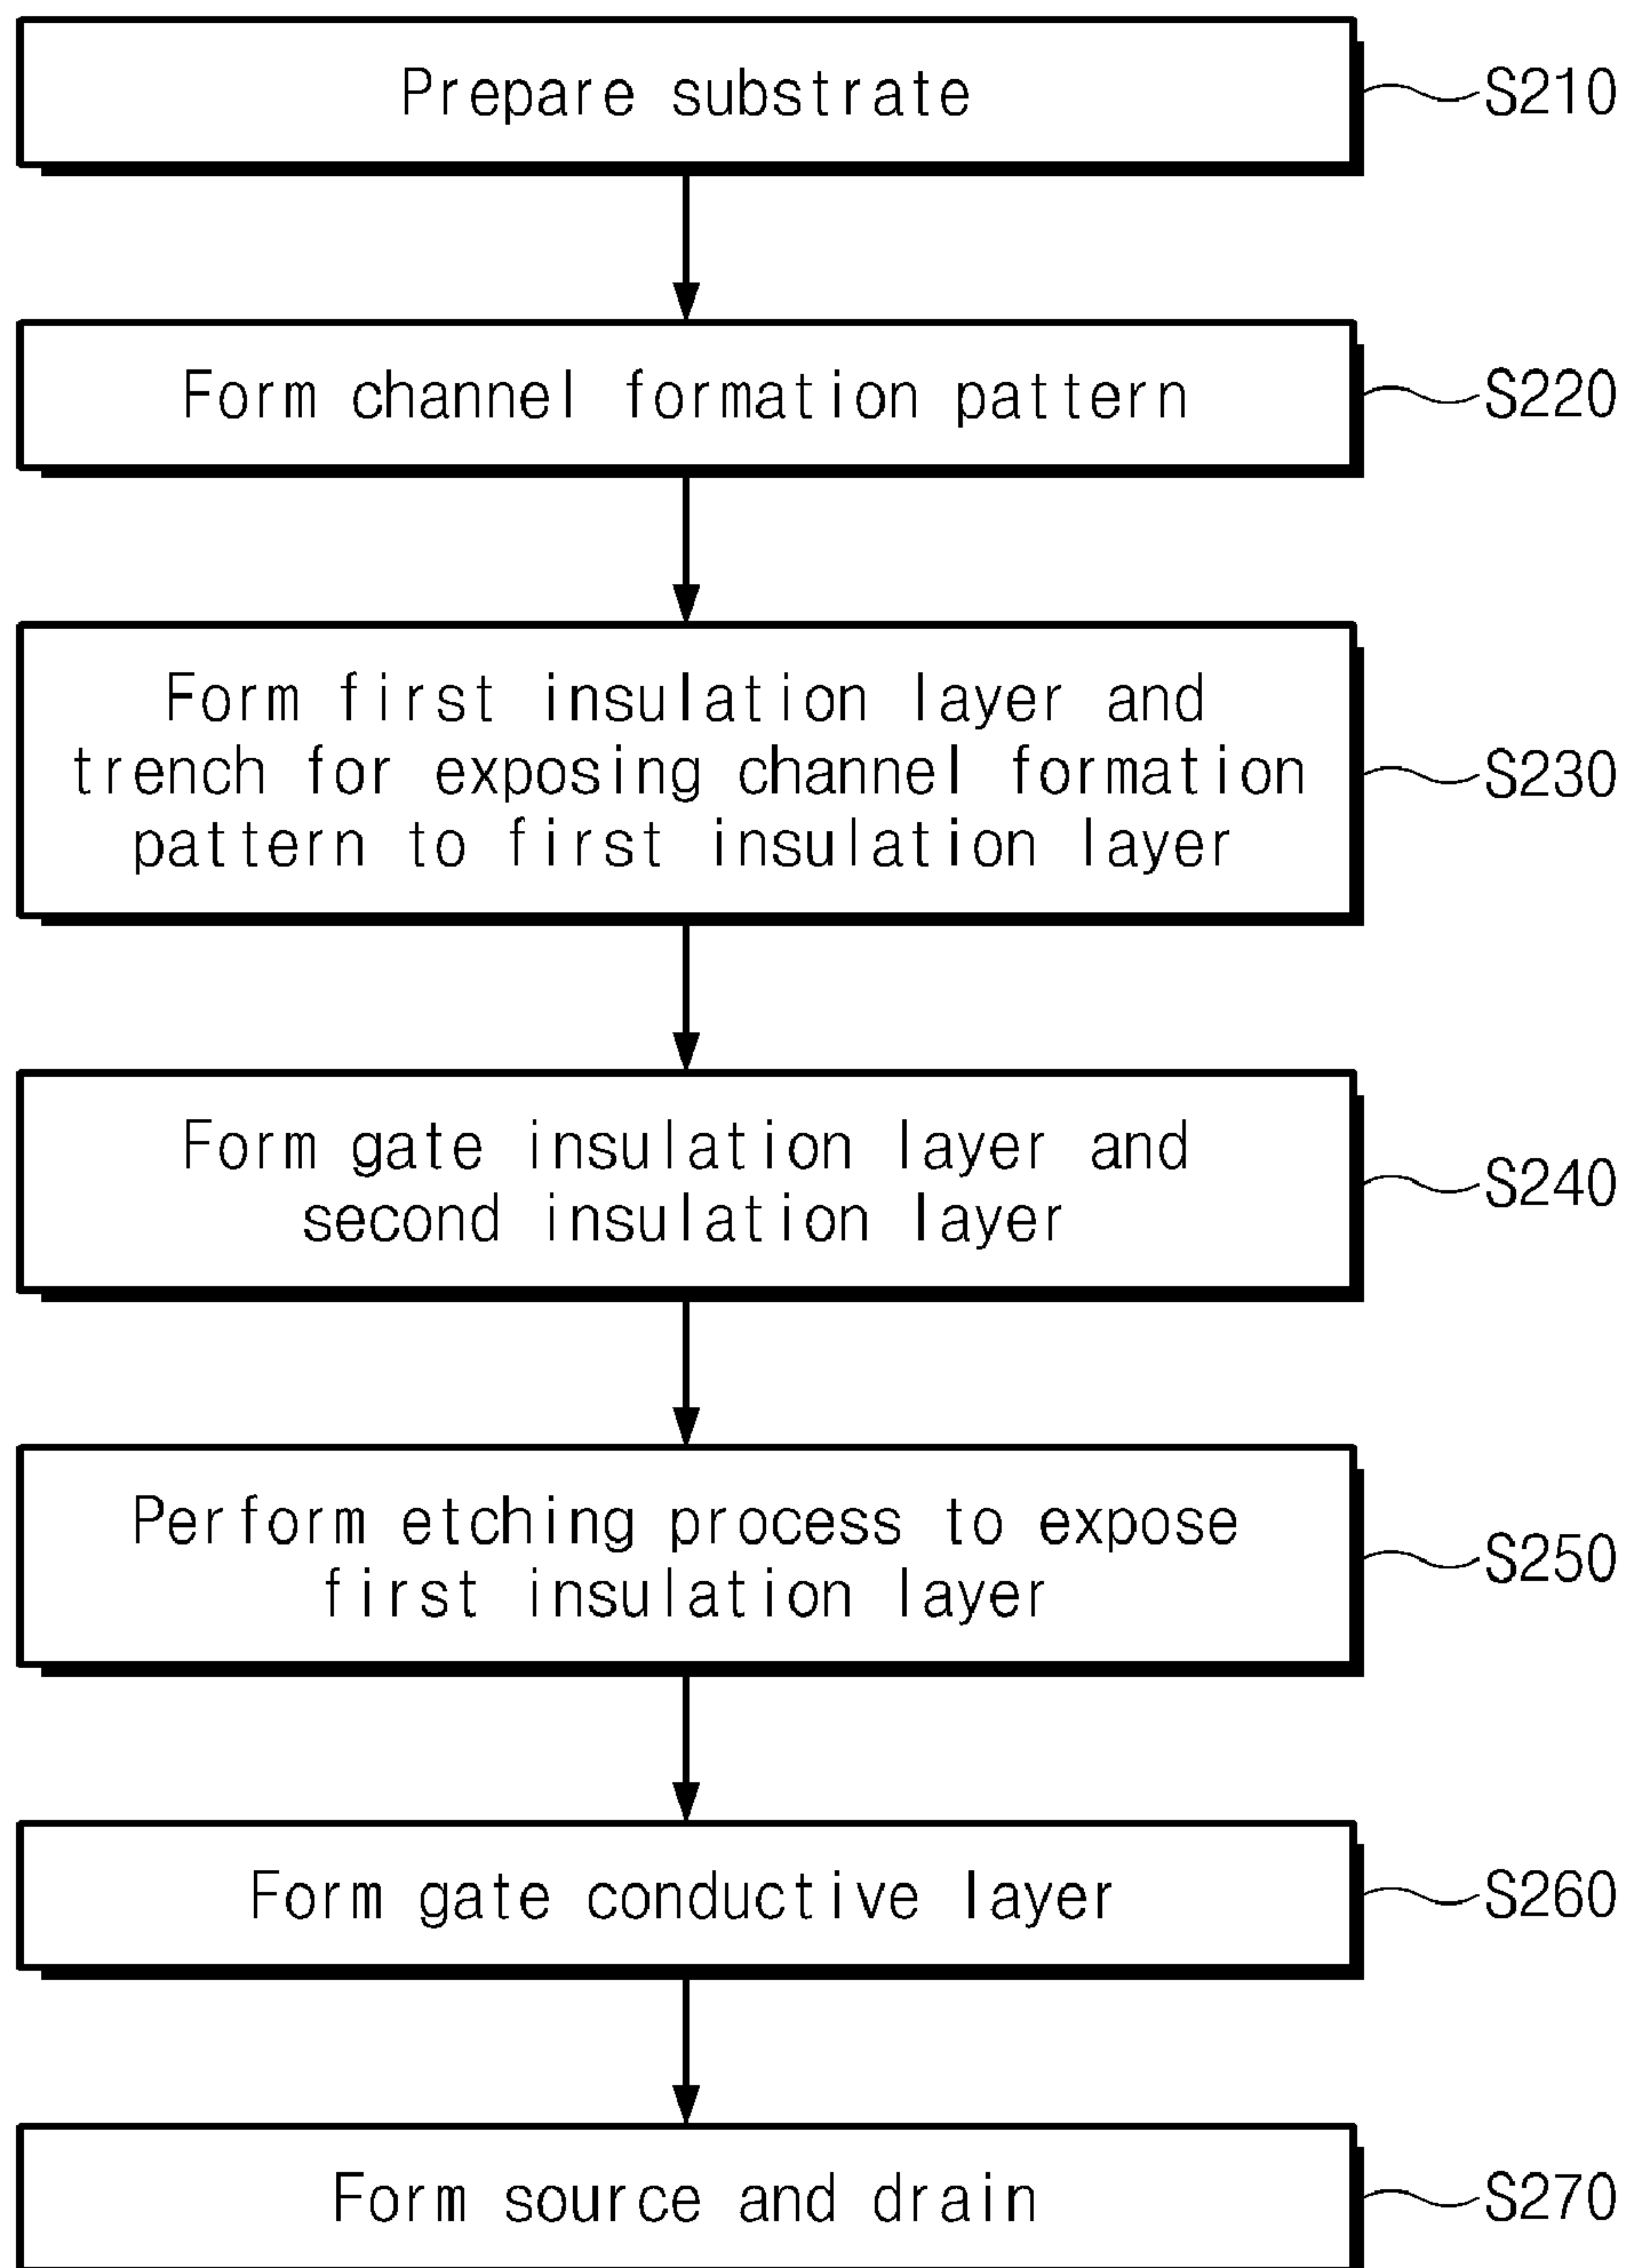 Prepare substrate
S210
Form channel formation pattern
S220
Form first insulation layer and
trench for exposing channel formation
pattern to first insulation layer
S230
Form gate insulation layer and
second insulation layer
S240
Perform etching process to expose
first insulation layer
S250
Form gate conductive layer
S260
Form source and drain
S270